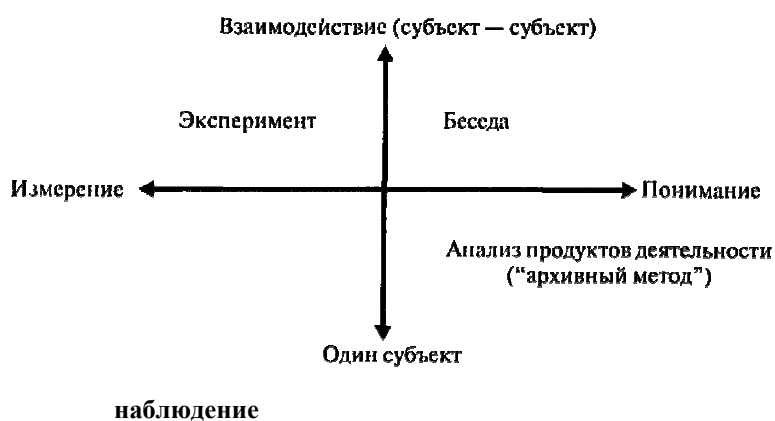 Взаимодействие (субъект — субъект)
Эксперимент
Беседа
Измерение
Понимание
Анализ продуктов деятельности
(“архивный метод”)
Один субъект
наблюдение